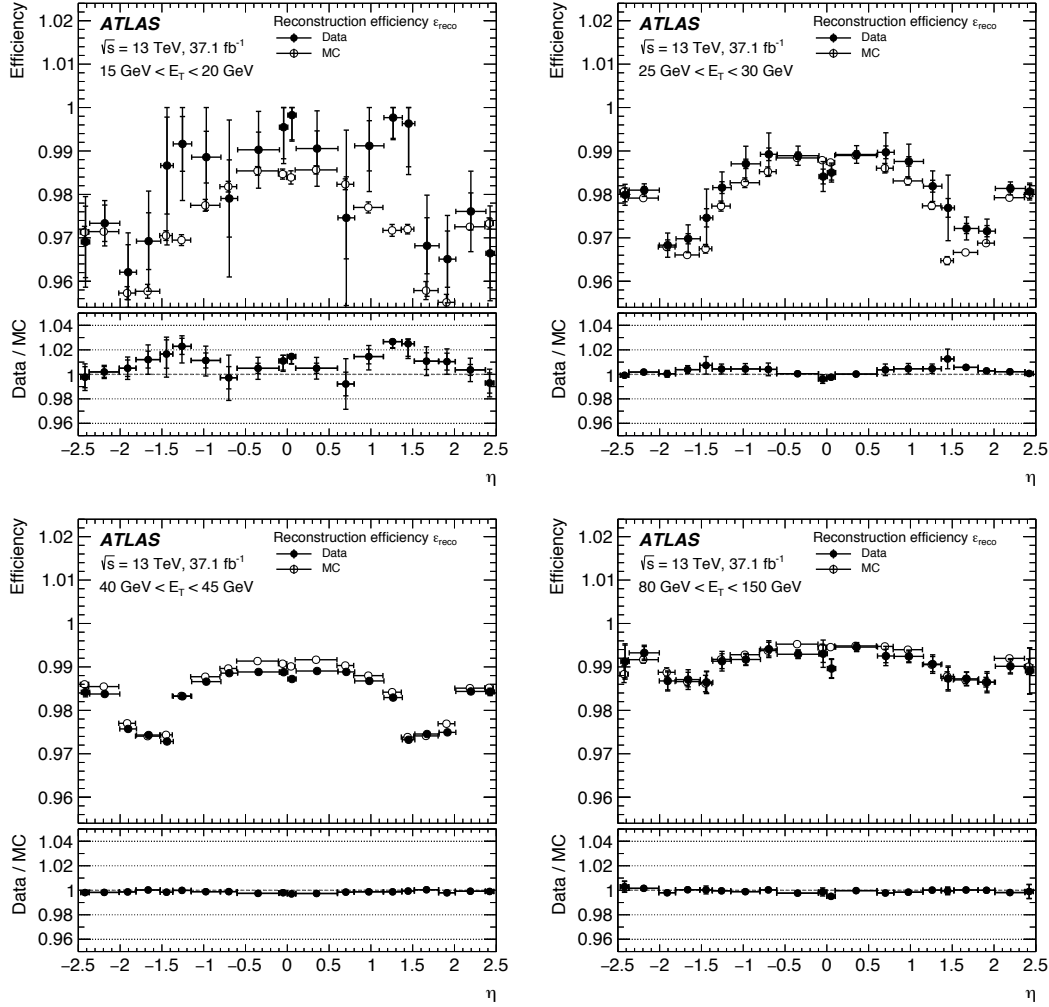 ATLAS
√s = 13 TeV, 37.1 fb⁻¹
15 GeV < E_T < 20 GeV
Reconstruction efficiency ε_reco
Data
MC
Efficiency
1.02
1.01
1
0.99
0.98
0.97
0.96
Data / MC
1.04
1.02
1
0.98
0.96
−2.5 −2 −1.5 −1 −0.5 0 0.5 1 1.5 2 2.5
η
ATLAS
√s = 13 TeV, 37.1 fb⁻¹
25 GeV < E_T < 30 GeV
Reconstruction efficiency ε_reco
Data
MC
Efficiency
1.02
1.01
1
0.99
0.98
0.97
0.96
Data / MC
1.04
1.02
1
0.98
0.96
−2.5 −2 −1.5 −1 −0.5 0 0.5 1 1.5 2 2.5
η
ATLAS
√s = 13 TeV, 37.1 fb⁻¹
40 GeV < E_T < 45 GeV
Reconstruction efficiency ε_reco
Data
MC
Efficiency
1.02
1.01
1
0.99
0.98
0.97
0.96
Data / MC
1.04
1.02
1
0.98
0.96
−2.5 −2 −1.5 −1 −0.5 0 0.5 1 1.5 2 2.5
η
ATLAS
√s = 13 TeV, 37.1 fb⁻¹
80 GeV < E_T < 150 GeV
Reconstruction efficiency ε_reco
Data
MC
Efficiency
1.02
1.01
1
0.99
0.98
0.97
0.96
Data / MC
1.04
1.02
1
0.98
0.96
−2.5 −2 −1.5 −1 −0.5 0 0.5 1 1.5 2 2.5
η